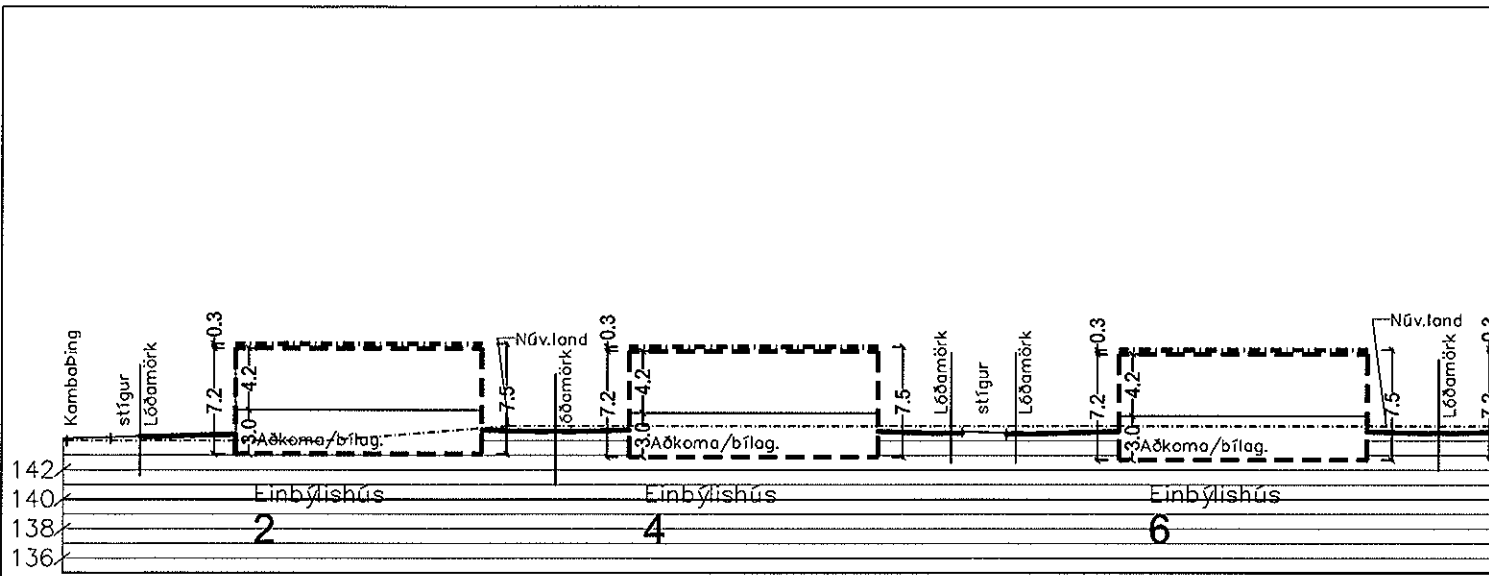 Kambaþing
stígur
Lóðamörk
0.3
4.2
7.2
3.0
Aðkoma/bílag.
7.5
Núv.land
Lóðamörk
0.3
4.2
7.2
3.0
Aðkoma/bílag.
7.5
Lóðamörk
stígur
Lóðamörk
0.3
4.2
7.2
3.0
Aðkoma/bílag.
7.5
Núv.land
Lóðamörk
7.2
142
140
138
136
Einbýlishús
2
Einbýlishús
4
Einbýlishús
6